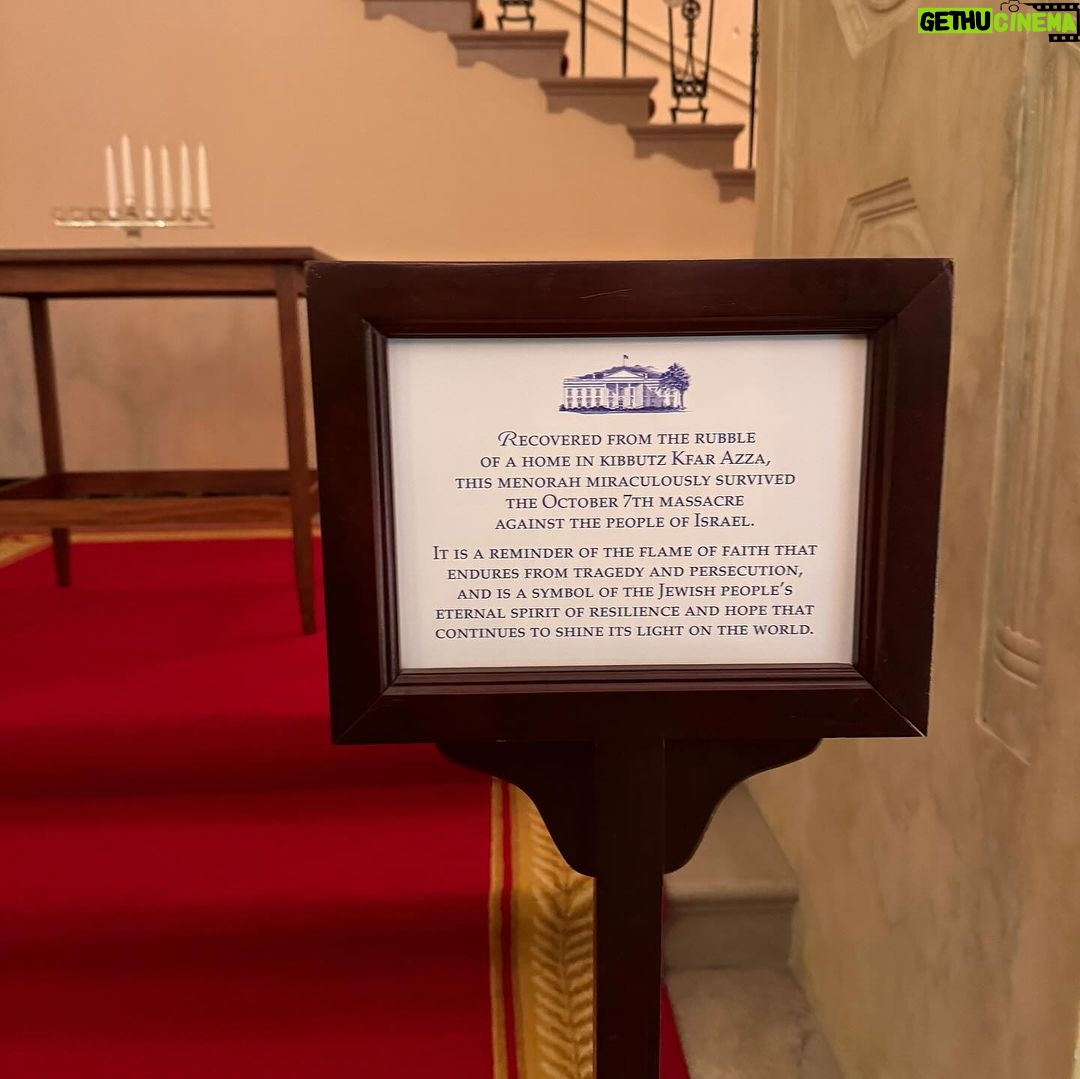 GETHUCINEMA
RECOVERED FROM THE RUBBLE
OF A HOME IN KIBBUTZ KFAR AZZA,
THIS MENORAH MIRACULOUSLY SURVIVED
THE OCTOBER 7TH MASSACRE
AGAINST THE PEOPLE OF ISRAEL.
IT IS A REMINDER OF THE FLAME OF FAITH THAT
ENDURES FROM TRAGEDY AND PERSECUTION,
AND IS A SYMBOL OF THE JEWISH PEOPLE'S
ETERNAL SPIRIT OF RESILIENCE AND HOPE THAT
CONTINUES TO SHINE ITS LIGHT ON THE WORLD.